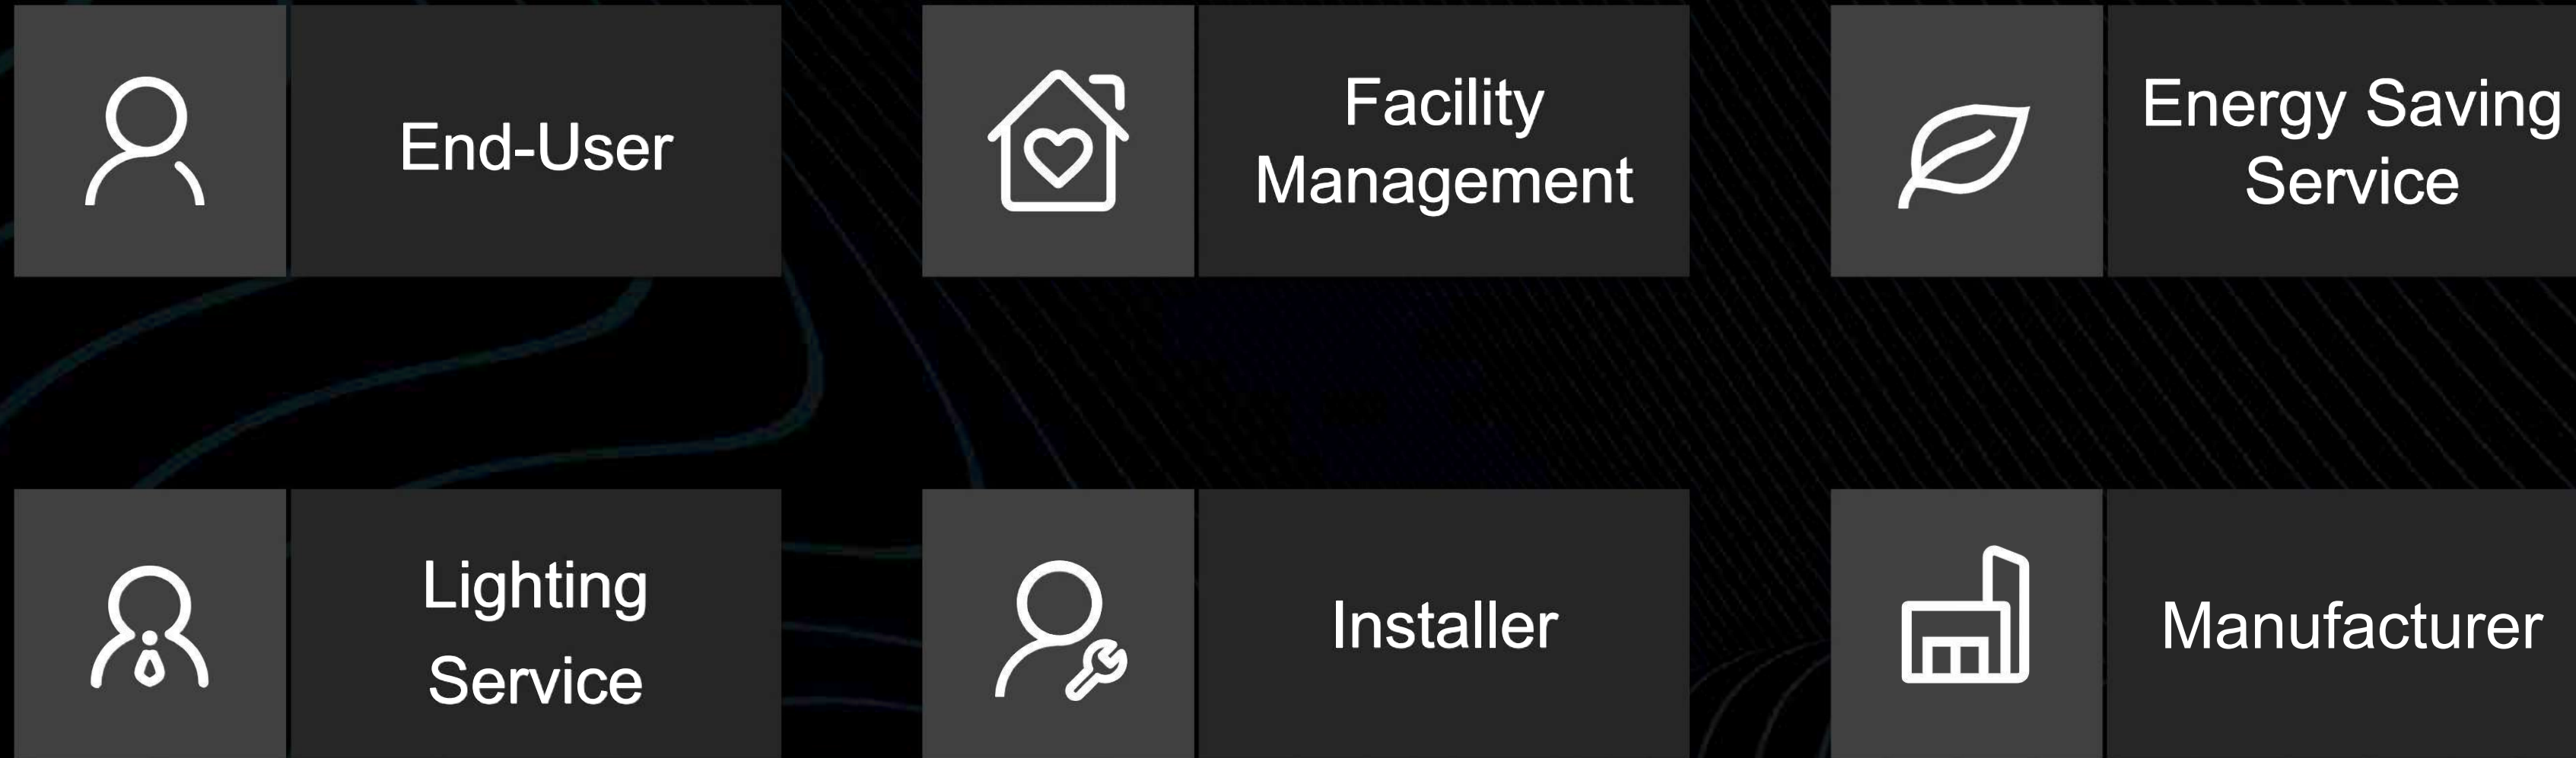 End-User
Facility
Management
Energy Saving
Service
Lighting
Service
Installer
Manufacturer